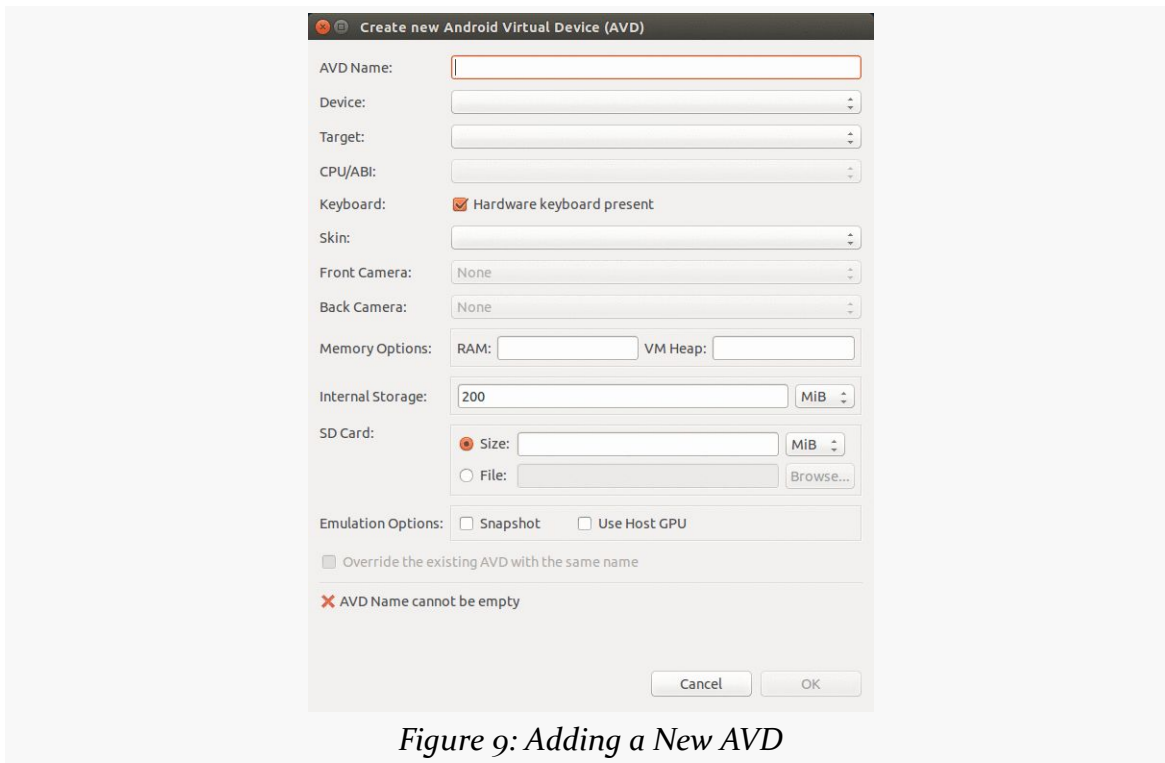 Create new Android Virtual Device (AVD)
AVD Name:
Device:
Target:
CPU/ABI:
Keyboard: Hardware keyboard present
Skin:
Front Camera: None
Back Camera: None
Memory Options: RAM: VM Heap:
Internal Storage: 200 MiB
SD Card:
Size: MiB
File: Browse...
Emulation Options: Snapshot Use Host GPU
Override the existing AVD with the same name
AVD Name cannot be empty
Cancel OK
Figure 9: Adding a New AVD